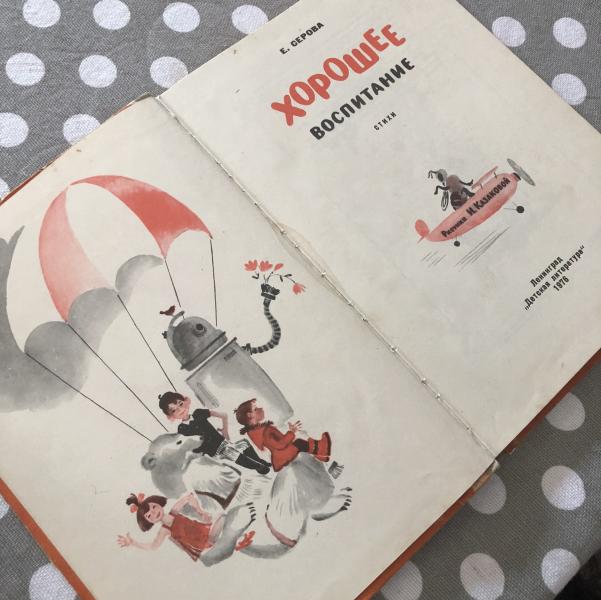 Е. СЕРОВА
ХОРОШЕЕ
ВОСПИТАНИЕ
СТИХИ
Рисунки И. КАЗАКОВОЙ
Ленинград
„Детская литература“
1976